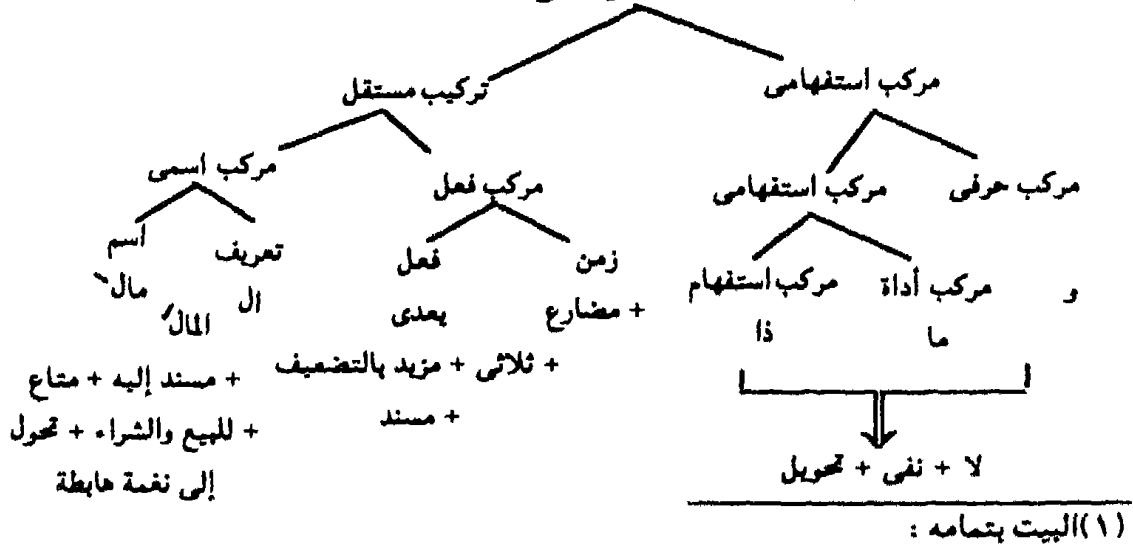 مركب استفهامى
تركيب مستقل
مركب حرفى
مركب استفهامى
مركب فعل
مركب اسمى
و
مركب أداة
مركب استفهام
زمن
فعل
تعريف
اسم
ما
ذا
+ مضارع
يعدى
ال
مال
المال
+ ثلاثى + مزيد بالتضعيف
+ مسند
+ مسند إليه + متاع
+ للبيع والشراء + تحول
إلى نغمة هابطة
لا + نفى + تحويل
(١) البيت بتمامه :